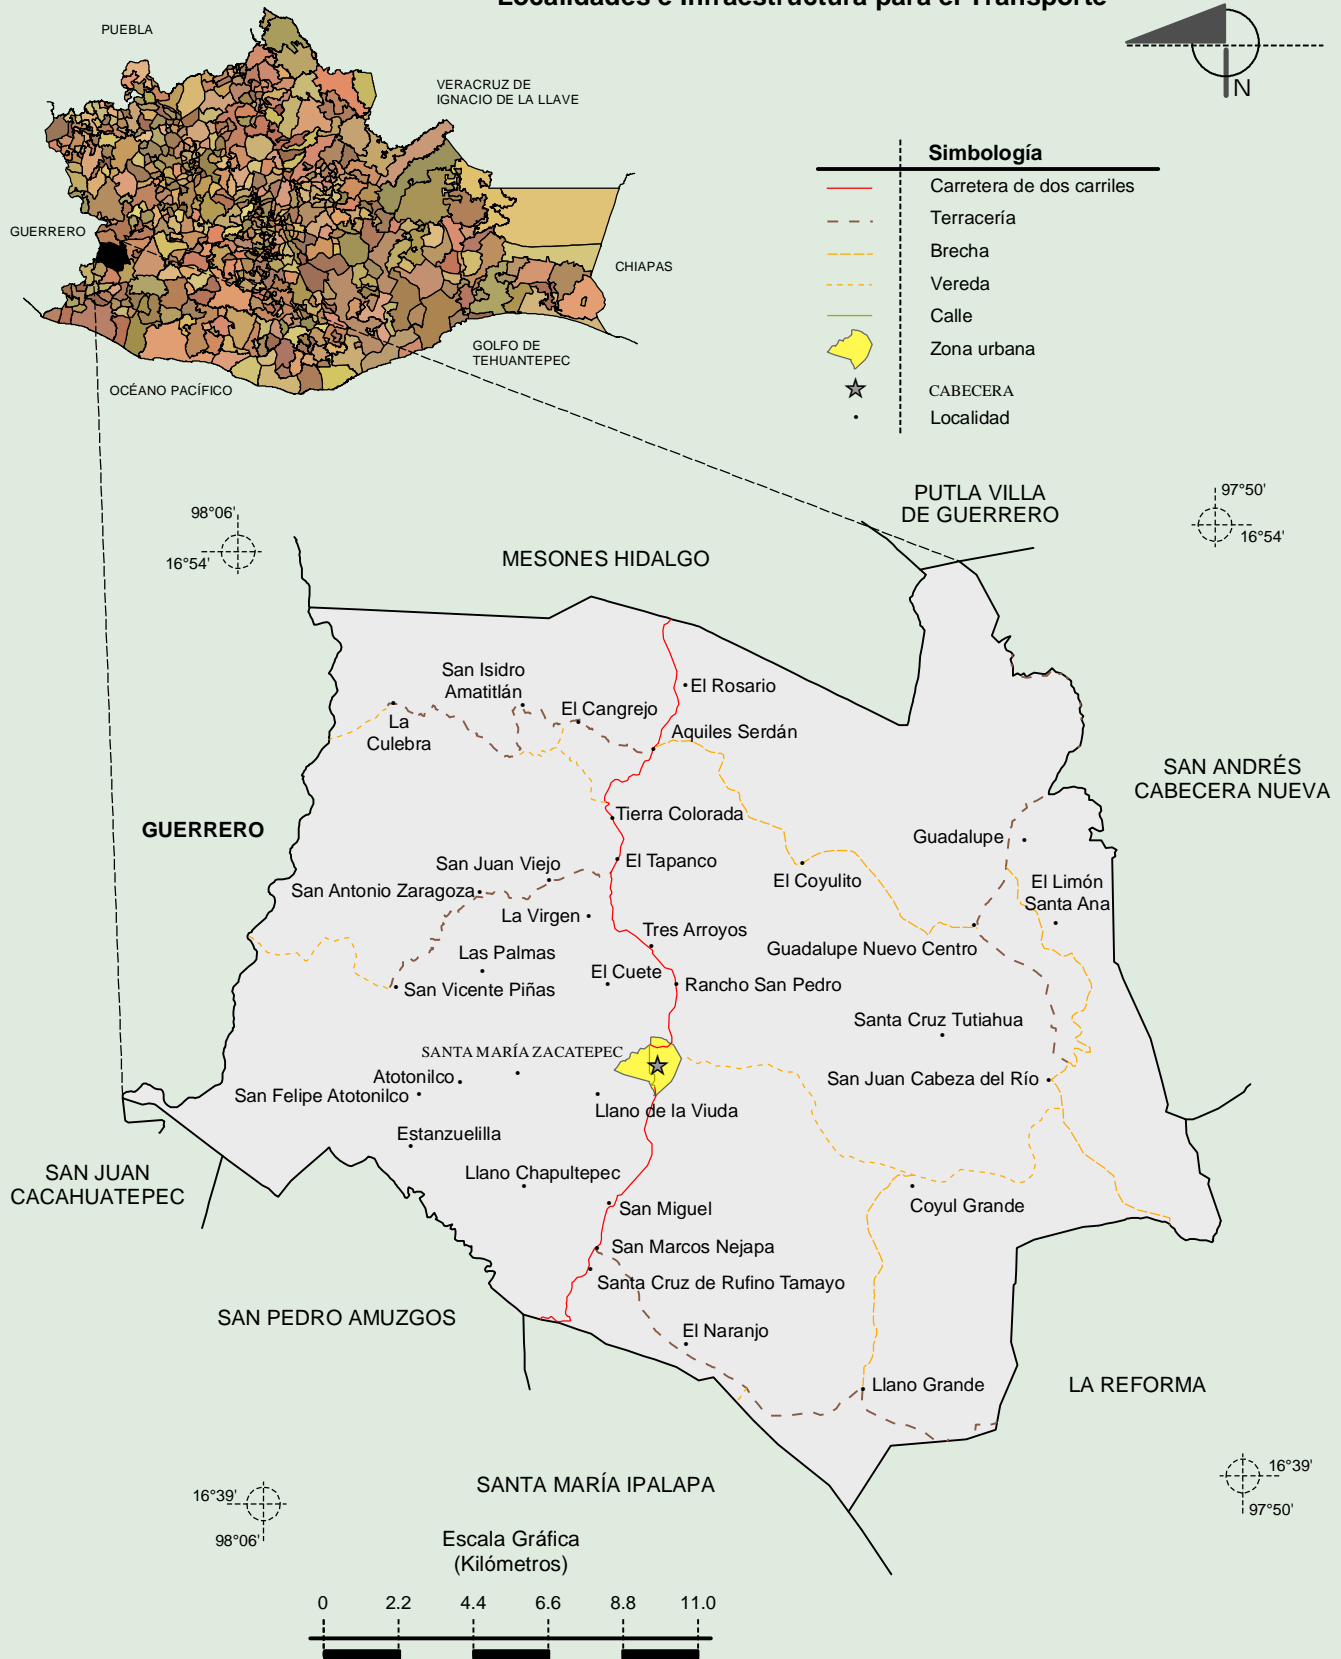 Localidades e Infraestructura para el Transporte
N
PUEBLA
VERACRUZ DE
IGNACIO DE LA LLAVE
GUERRERO
CHIAPAS
GOLFO DE
TEHUANTEPEC
OCÉANO PACÍFICO
Simbología
Carretera de dos carriles
Terracería
Brecha
Vereda
Calle
Zona urbana
CABECERA
Localidad
98°06'
16°54'
97°50'
16°54'
PUTLA VILLA
DE GUERRERO
MESONES HIDALGO
San Isidro
Amatitlán
El Rosario
El Cangrejo
La
Culebra
Aquiles Serdán
SAN ANDRÉS
CABECERA NUEVA
GUERRERO
Tierra Colorada
Guadalupe
San Juan Viejo
El Tapanco
El Coyulito
El Limón
Santa Ana
San Antonio Zaragoza
La Virgen
Tres Arroyos
Guadalupe Nuevo Centro
Las Palmas
El Cuete
San Vicente Piñas
Rancho San Pedro
Santa Cruz Tutiahua
SANTA MARÍA ZACATEPEC
Atotonilco
San Juan Cabeza del Río
San Felipe Atotonilco
Llano de la Viuda
Estanzuelilla
SAN JUAN
CACAHUATEPEC
Llano Chapultepec
San Miguel
Coyul Grande
San Marcos Nejapa
Santa Cruz de Rufino Tamayo
SAN PEDRO AMUZGOS
El Naranjo
Llano Grande
LA REFORMA
SANTA MARÍA IPALAPA
16°39'
98°06'
16°39'
97°50'
Escala Gráfica
(Kilómetros)
0 2.2 4.4 6.6 8.8 11.0